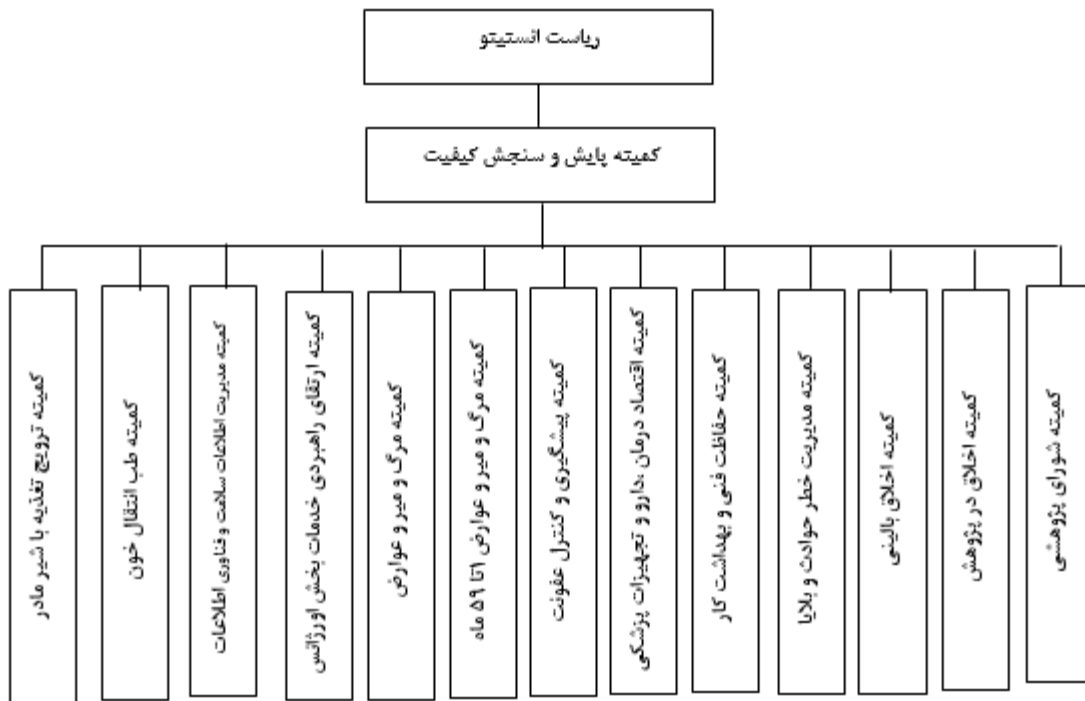 ریاست انستیتو
کمیته پایش و سنجش کیفیت
کمیته شورای پژوهشی
کمیته اخلاق در پژوهش
کمیته اخلاق بالینی
کمیته مدیریت خطر حوادث و بلایا
کمیته حفاظت فنی و بهداشت کار
کمیته اقتصاد درمان ،دارو و تجهیزات پزشکی
کمیته پیشگیری و کنترل عفونت
کمیته مرگ و میر و عوارض ۱تا ۵۹ ماه
کمیته مرگ و میر و عوارض
کمیته ارتقای راهبردی خدمات بخش اورژانس
کمیته مدیریت اطلاعات سلامت و فناوری اطلاعات
کمیته طب انتقال خون
کمیته ترویج تغذیه با شیر مادر